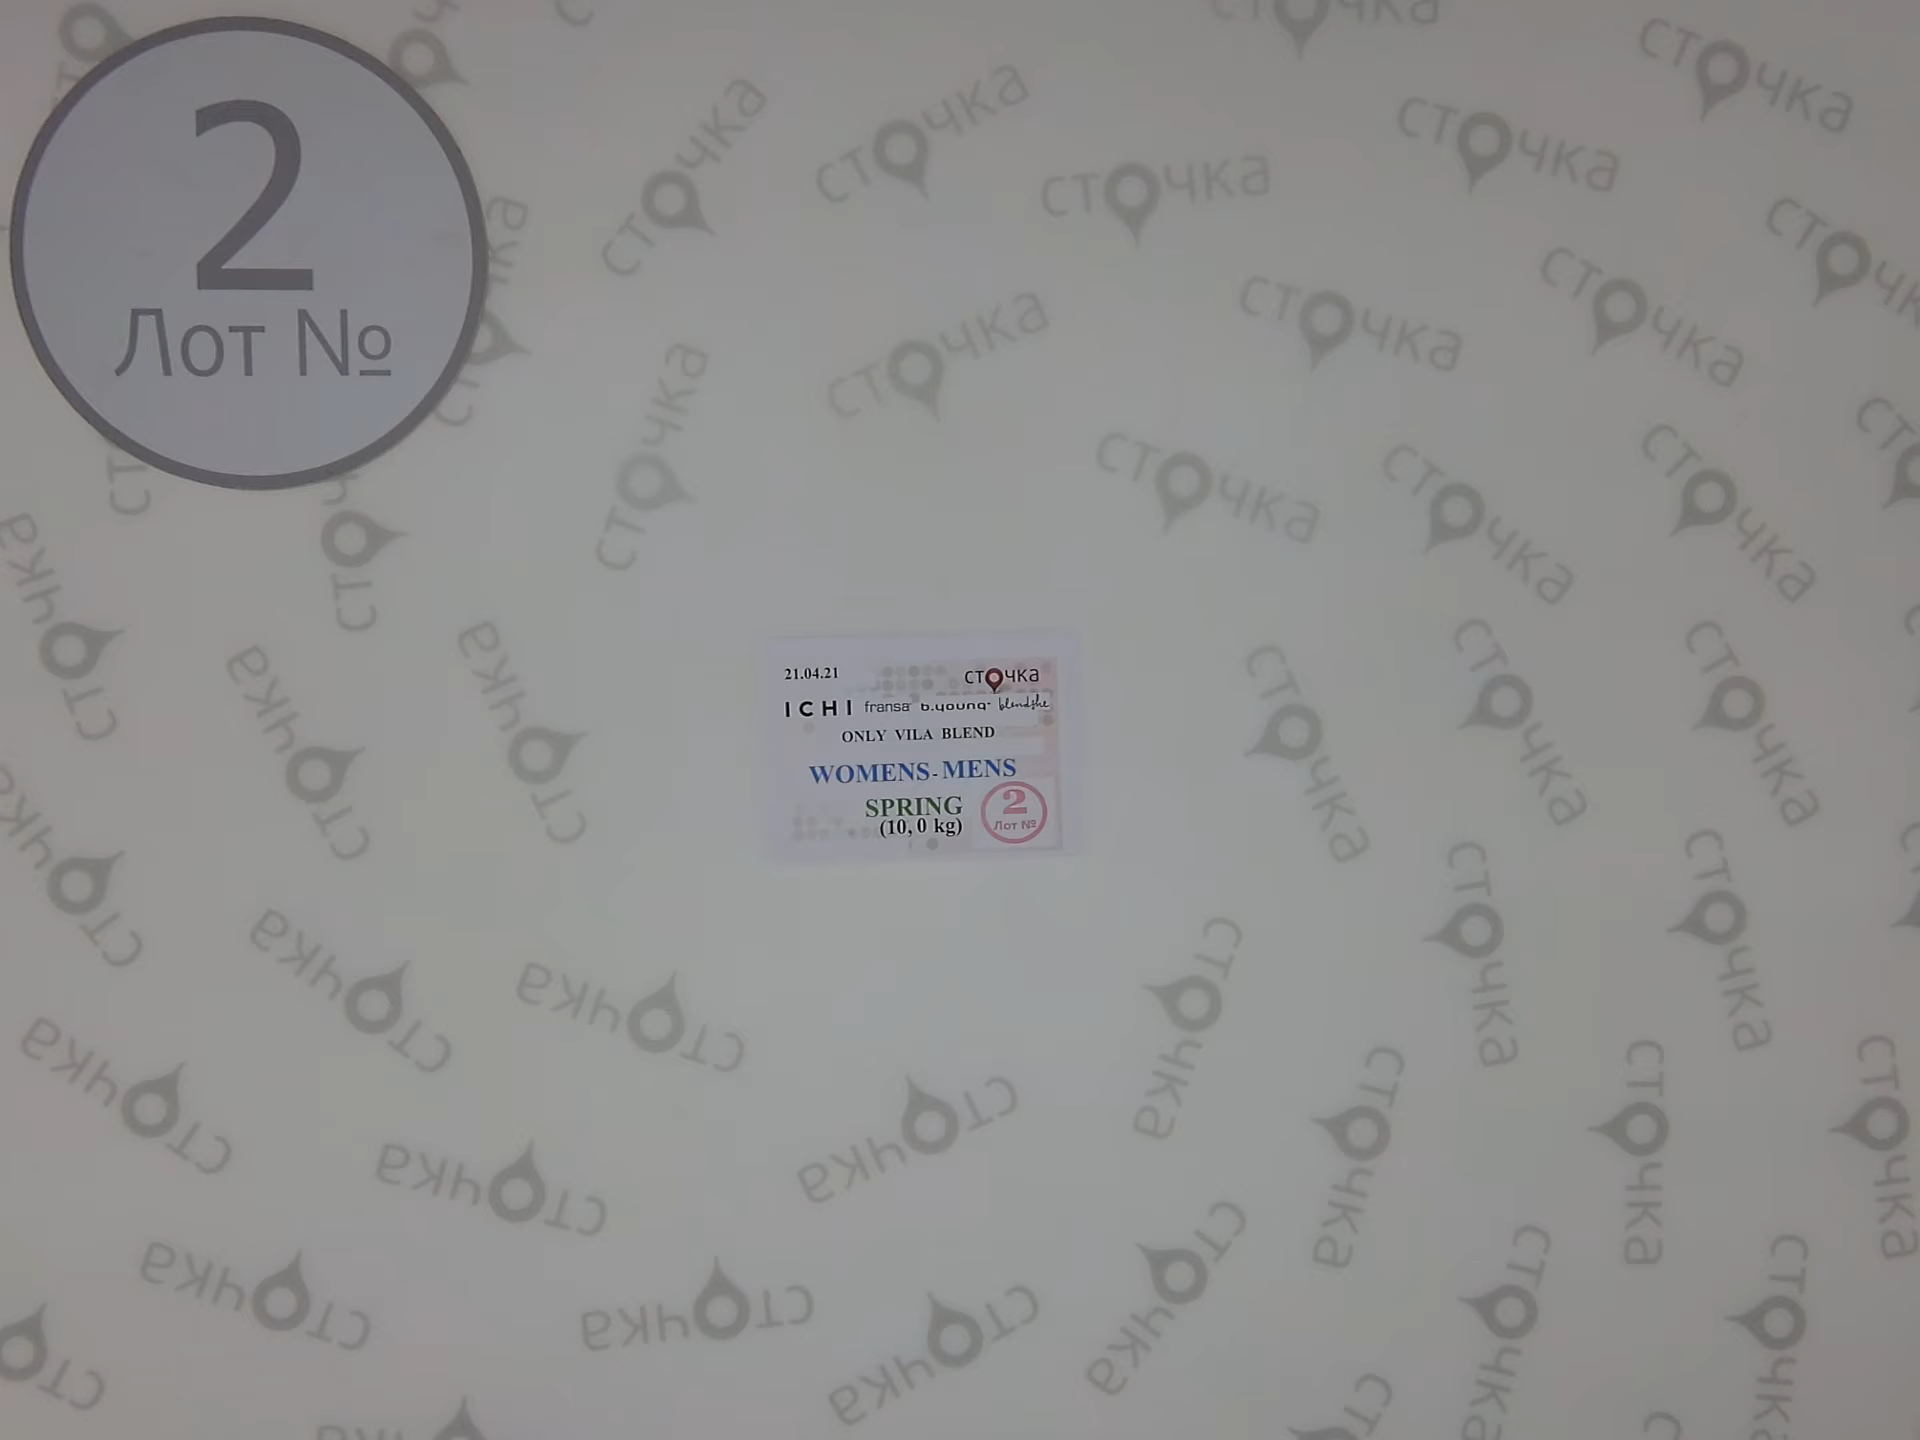 2
Лот №
21.04.21
сточка
ICHI fransa b.young blendshe
ONLY VILA BLEND
WOMENS-MENS
SPRING
(10,0 kg)
2
Лот №